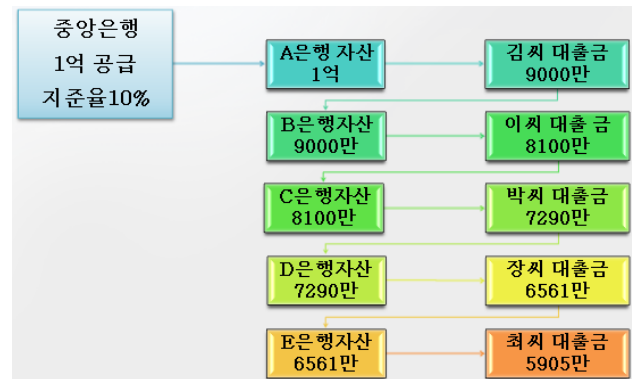 중앙은행
1억 공급
지준율10%
A은행 자산
1억
김씨 대출금
9000만
B은행자산
9000만
이씨 대출 금
8100만
C은행자산
8100만
박씨 대출금
7290만
D은행자산
7290만
장씨 대출금
6561만
E은행자산
6561만
최씨 대출금
5905만